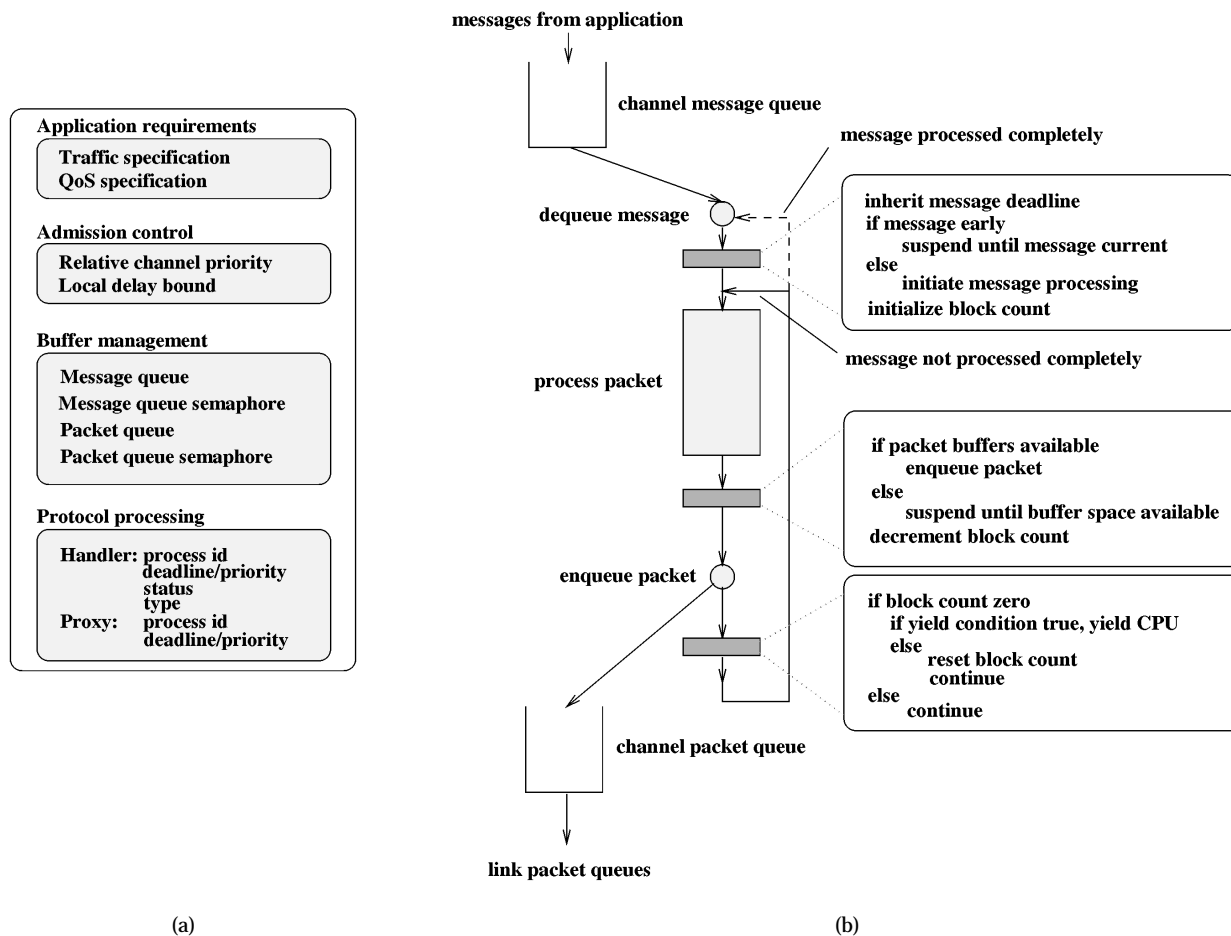 Application requirements
Traffic specification
QoS specification
Admission control
Relative channel priority
Local delay bound
Buffer management
Message queue
Message queue semaphore
Packet queue
Packet queue semaphore
Protocol processing
Handler: process id
deadline/priority
status
type
Proxy: process id
deadline/priority
(a)
messages from application
channel message queue
message processed completely
dequeue message
inherit message deadline
if message early
suspend until message current
else
initiate message processing
initialize block count
message not processed completely
process packet
if packet buffers available
enqueue packet
else
suspend until buffer space available
decrement block count
enqueue packet
if block count zero
if yield condition true, yield CPU
else
reset block count
continue
else
continue
channel packet queue
link packet queues
(b)